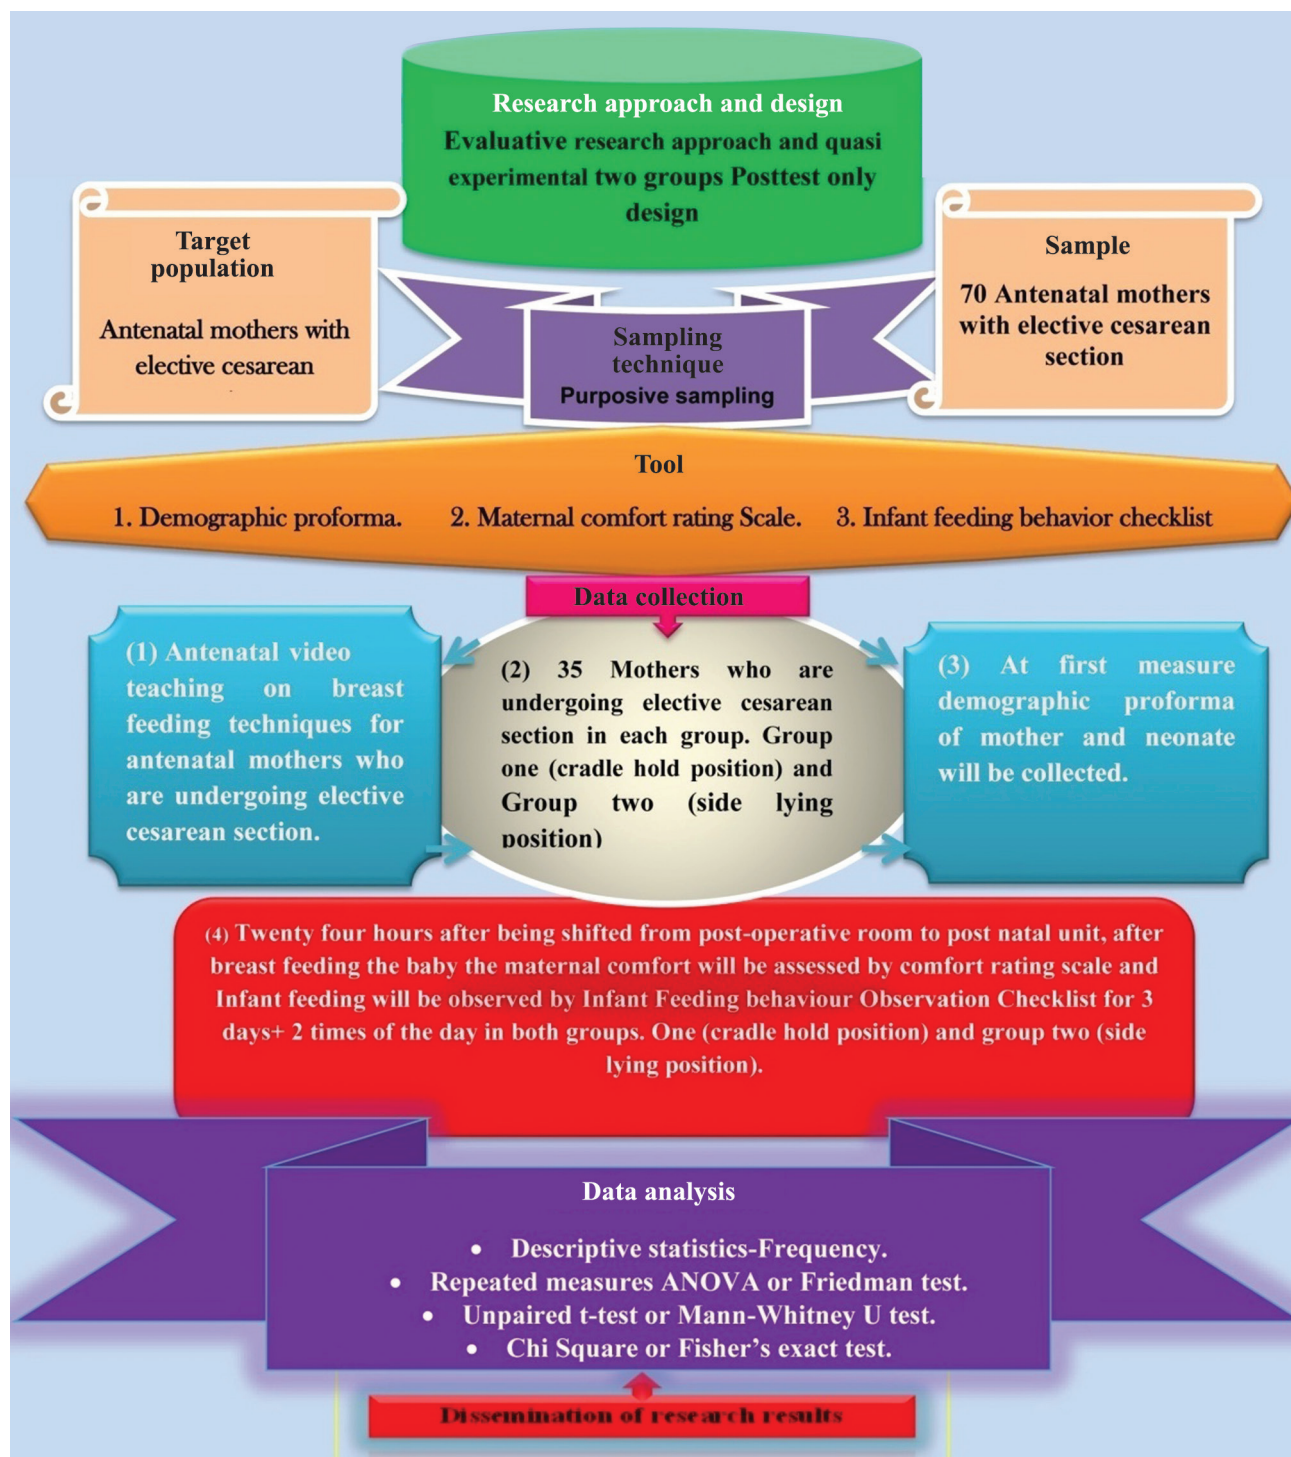 Research approach and design
Evaluative research approach and quasi
experimental two groups Posttest only
design
Target
population
Antenatal mothers with
elective cesarean
Sampling
technique
Purposive sampling
Sample
70 Antenatal mothers
with elective cesarean
section
Tool
1. Demographic proforma. 2. Maternal comfort rating Scale. 3. Infant feeding behavior checklist
Data collection
(1) Antenatal video
teaching on breast
feeding techniques for
antenatal mothers who
are undergoing elective
cesarean section.
(2) 35 Mothers who are
undergoing elective cesarean
section in each group. Group
one (cradle hold position) and
Group two (side lying
position)
(3) At first measure
demographic proforma
of mother and neonate
will be collected.
(4) Twenty four hours after being shifted from post-operative room to post natal unit, after
breast feeding the baby the maternal comfort will be assessed by comfort rating scale and
Infant feeding will be observed by Infant Feeding behaviour Observation Checklist for 3
days+ 2 times of the day in both groups. One (cradle hold position) and group two (side
lying position).
Data analysis
• Descriptive statistics-Frequency.
• Repeated measures ANOVA or Friedman test.
• Unpaired t-test or Mann-Whitney U test.
• Chi Square or Fisher’s exact test.
Dissemination of research results